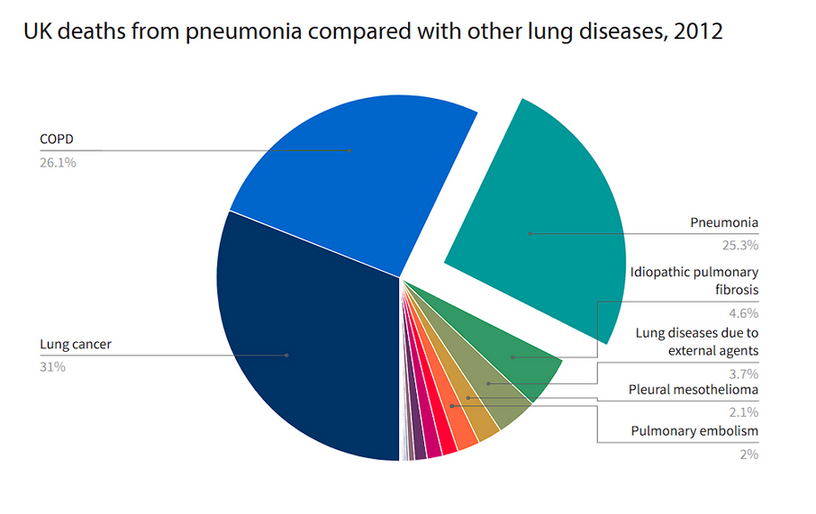 UK deaths from pneumonia compared with other lung diseases, 2012
COPD
26.1%
Pneumonia
25.3%
Idiopathic pulmonary
fibrosis
4.6%
Lung diseases due to
external agents
3.7%
Lung cancer
31%
Pleural mesothelioma
2.1%
Pulmonary embolism
2%